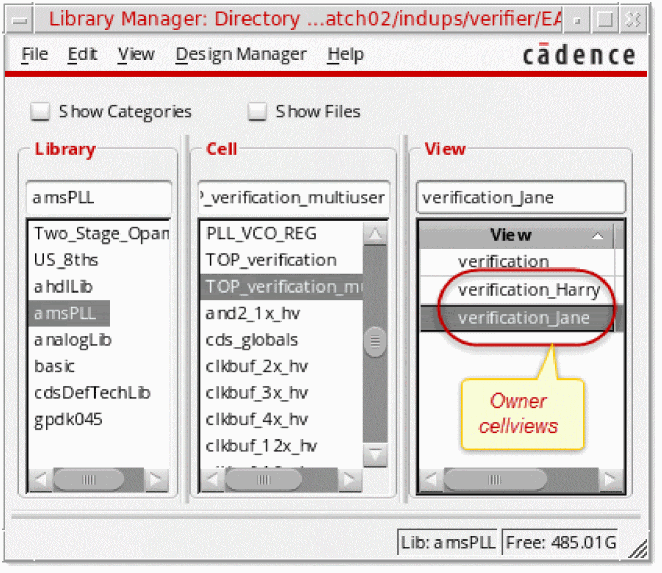 Library Manager: Directory ...atch02/indups/verifier/EA
File Edit View Design Manager Help
cādence
Show Categories Show Files
Library Cell View
amsPLL P_verification_multiuser verification_Jane
View
Two_Stage_Opam PLL_VCO_REG verification
US_8ths TOP_verification verification_Harry
ahdlLib TOP_verification_mu verification_Jane
amsPLL and2_1x_hv
analogLib cds_globals
basic clkbuf_2x_hv
cdsDefTechLib clkbuf_3x_hv
gpdk045 clkbuf_4x_hv
clkbuf_12x_hv
Owner
cellviews
Lib: amsPLL Free: 485.01G